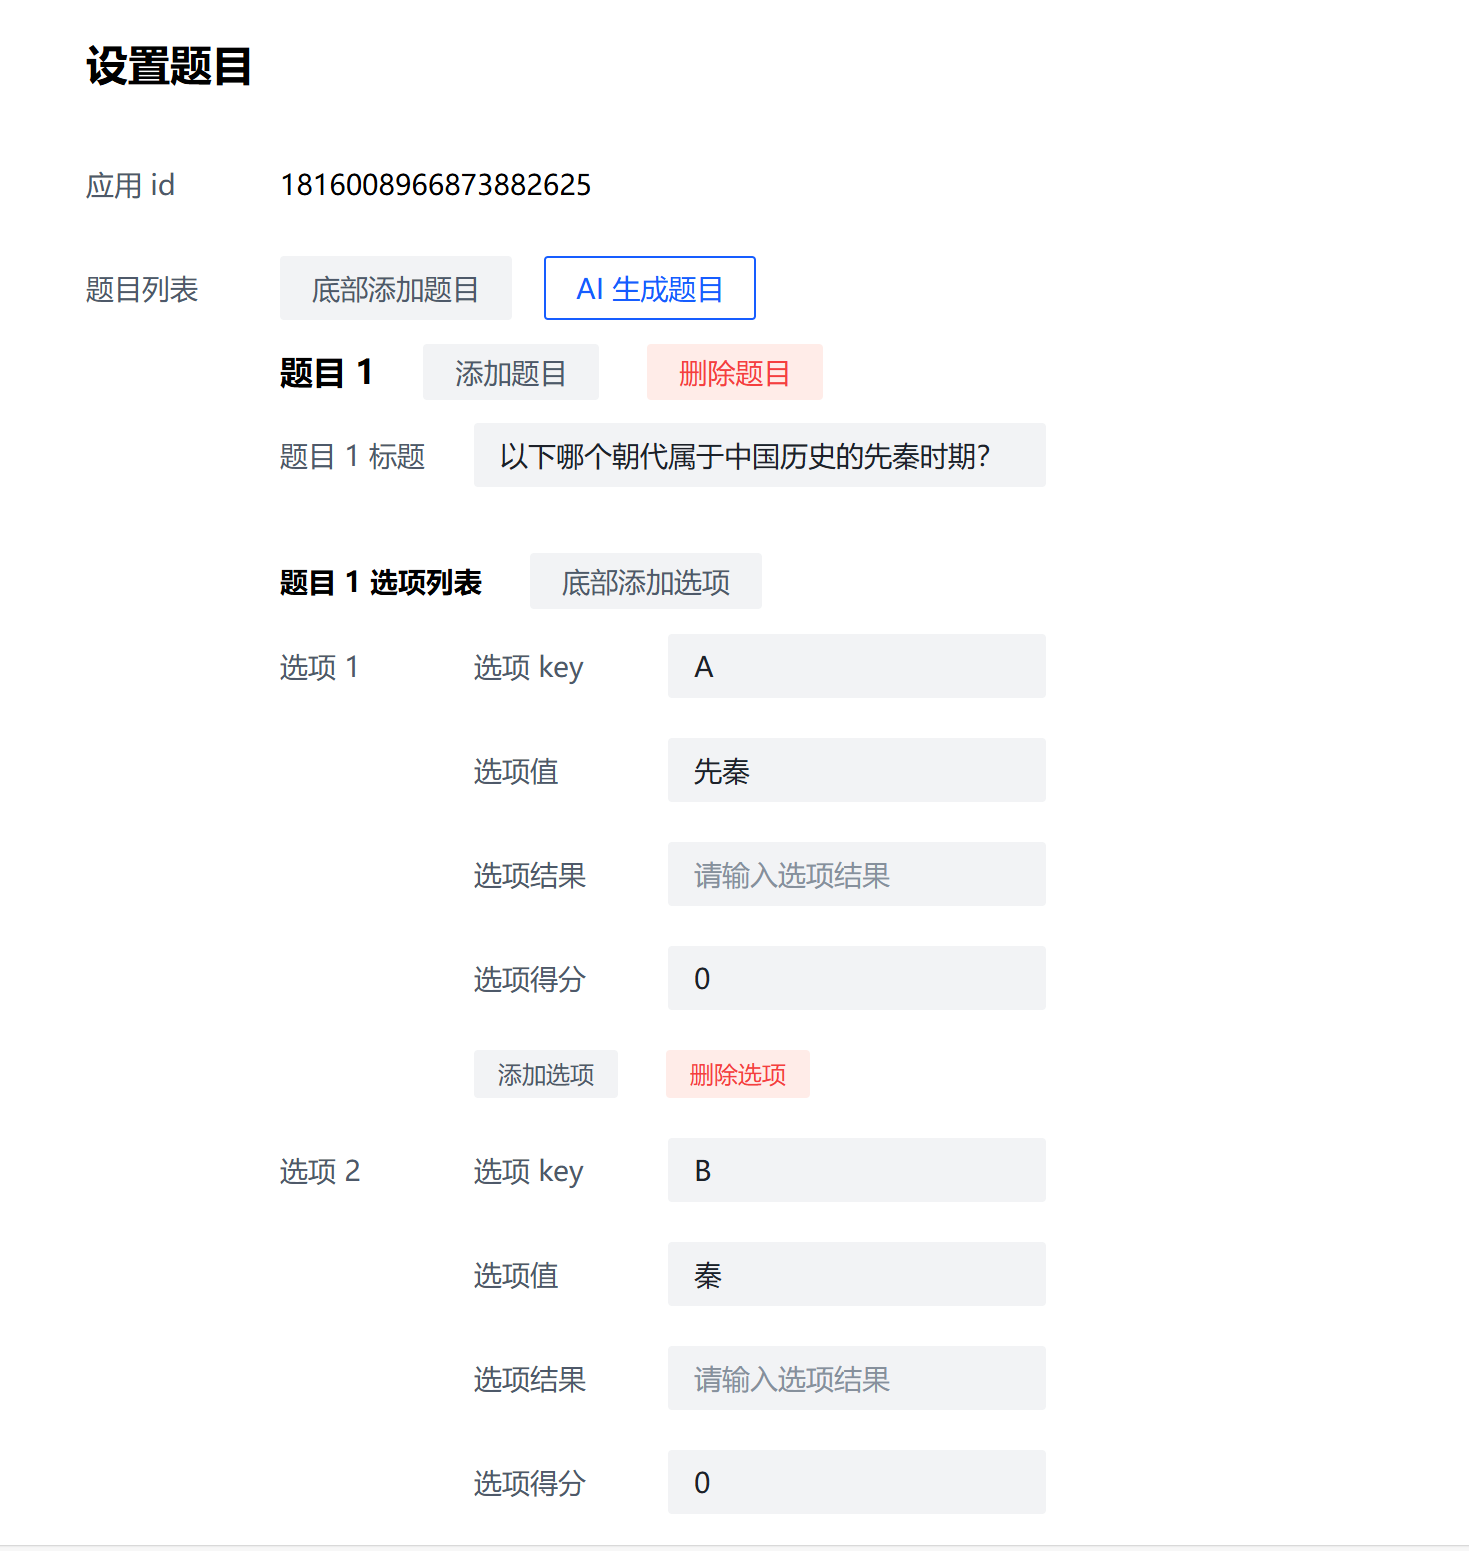 设置题目
应用 id 1816008966873882625
题目列表 底部添加题目 AI 生成题目
题目 1 添加题目 删除题目
题目 1 标题 以下哪个朝代属于中国历史的先秦时期?
题目 1 选项列表 底部添加选项
选项 1 选项 key A
选项值 先秦
选项结果 请输入选项结果
选项得分 0
添加选项 删除选项
选项 2 选项 key B
选项值 秦
选项结果 请输入选项结果
选项得分 0